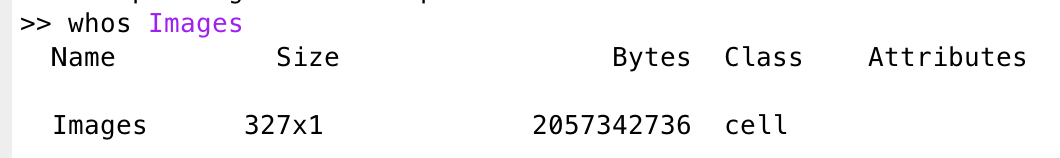 >> whos Images
Name Size Bytes Class Attributes
Images 327x1 2057342736 cell